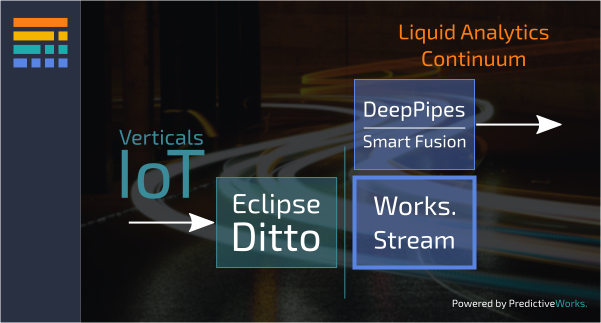 Liquid Analytics
Continuum
DeepPipes
Smart Fusion
Verticals
IoT
Eclipse
Ditto
Works.
Stream
Powered by PredictiveWorks.